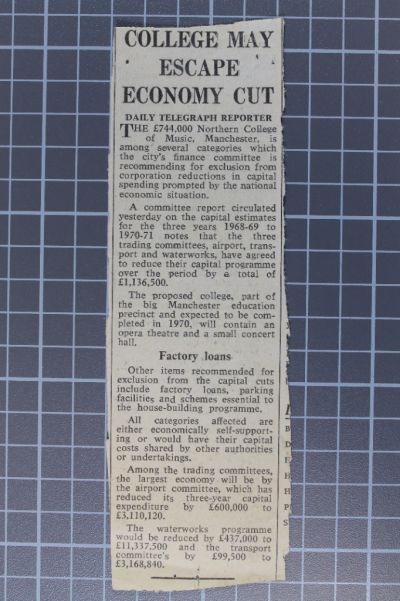 COLLEGE MAY
ESCAPE
ECONOMY CUT
DAILY TELEGRAPH REPORTER
THE £744,000 Northern College
of Music, Manchester, is
among several categories which
the city's finance committee is
recommending for exclusion from
corporation reductions in capital
spending prompted by the national
economic situation.
A committee report circulated
yesterday on the capital estimates
for the three years 1968-69 to
1970-71 notes that the three
trading committees, airport, trans-
port and waterworks, have agreed
to reduce their capital programme
over the period by a total of
£1,136,500.
The proposed college, part of
the big Manchester education
precinct and expected to be com-
pleted in 1970, will contain an
opera theatre and a small concert
hall.
Factory loans
Other items recommended for
exclusion from the capital cuts
include factory loans, parking
facilities and schemes essential to
the house-building programme.
All categories affected are
either economically self-support-
ing or would have their capital
costs shared by other authorities
or undertakings.
Among the trading committees,
the largest economy will be by
the airport committee, which has
reduced its three-year capital
expenditure by £600,000 to
£3,110,120.
The waterworks programme
would be reduced by £437,000 to
£11,337,500 and the transport
committee's by £99,500 to
£3,168,840.